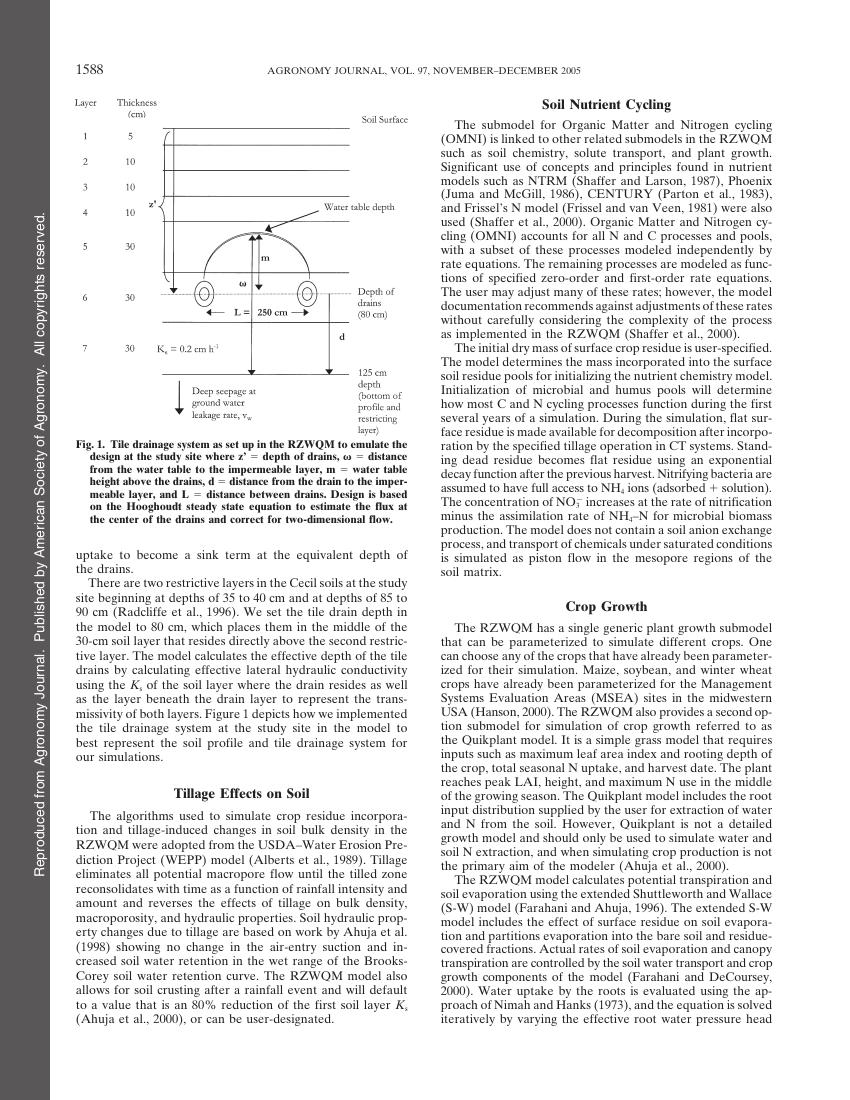 1588
AGRONOMY JOURNAL, VOL. 97, NOVEMBER–DECEMBER 2005
Reproduced from Agronomy Journal. Published by American Society of Agronomy. All copyrights reserved.
Layer
Thickness
(cm)
Soil Surface
1 5
2 10
3 10
4 10
z'
Water table depth
5 30
m
ω
6 30
Depth of
drains
(80 cm)
L = 250 cm
d
7 30 Ks = 0.2 cm h-1
125 cm
depth
(bottom of
profile and
restricting
layer)
Deep seepage at
ground water
leakage rate, vw
Fig. 1. Tile drainage system as set up in the RZWQM to emulate the
design at the study site where z' = depth of drains, ω = distance
from the water table to the impermeable layer, m = water table
height above the drains, d = distance from the drain to the imper-
meable layer, and L = distance between drains. Design is based
on the Hooghoudt steady state equation to estimate the flux at
the center of the drains and correct for two-dimensional flow.
uptake to become a sink term at the equivalent depth of
the drains.
There are two restrictive layers in the Cecil soils at the study
site beginning at depths of 35 to 40 cm and at depths of 85 to
90 cm (Radcliffe et al., 1996). We set the tile drain depth in
the model to 80 cm, which places them in the middle of the
30-cm soil layer that resides directly above the second restric-
tive layer. The model calculates the effective depth of the tile
drains by calculating effective lateral hydraulic conductivity
using the Ks of the soil layer where the drain resides as well
as the layer beneath the drain layer to represent the trans-
missivity of both layers. Figure 1 depicts how we implemented
the tile drainage system at the study site in the model to
best represent the soil profile and tile drainage system for
our simulations.
Tillage Effects on Soil
The algorithms used to simulate crop residue incorpora-
tion and tillage-induced changes in soil bulk density in the
RZWQM were adopted from the USDA–Water Erosion Pre-
diction Project (WEPP) model (Alberts et al., 1989). Tillage
eliminates all potential macropore flow until the tilled zone
reconsolidates with time as a function of rainfall intensity and
amount and reverses the effects of tillage on bulk density,
macroporosity, and hydraulic properties. Soil hydraulic prop-
erty changes due to tillage are based on work by Ahuja et al.
(1998) showing no change in the air-entry suction and in-
creased soil water retention in the wet range of the Brooks-
Corey soil water retention curve. The RZWQM model also
allows for soil crusting after a rainfall event and will default
to a value that is an 80% reduction of the first soil layer Ks
(Ahuja et al., 2000), or can be user-designated.
Soil Nutrient Cycling
The submodel for Organic Matter and Nitrogen cycling
(OMNI) is linked to other related submodels in the RZWQM
such as soil chemistry, solute transport, and plant growth.
Significant use of concepts and principles found in nutrient
models such as NTRM (Shaffer and Larson, 1987), Phoenix
(Juma and McGill, 1986), CENTURY (Parton et al., 1983),
and Frissel's N model (Frissel and van Veen, 1981) were also
used (Shaffer et al., 2000). Organic Matter and Nitrogen cy-
cling (OMNI) accounts for all N and C processes and pools,
with a subset of these processes modeled independently by
rate equations. The remaining processes are modeled as func-
tions of specified zero-order and first-order rate equations.
The user may adjust many of these rates; however, the model
documentation recommends against adjustments of these rates
without carefully considering the complexity of the process
as implemented in the RZWQM (Shaffer et al., 2000).
The initial dry mass of surface crop residue is user-specified.
The model determines the mass incorporated into the surface
soil residue pools for initializing the nutrient chemistry model.
Initialization of microbial and humus pools will determine
how most C and N cycling processes function during the first
several years of a simulation. During the simulation, flat sur-
face residue is made available for decomposition after incorpo-
ration by the specified tillage operation in CT systems. Stand-
ing dead residue becomes flat residue using an exponential
decay function after the previous harvest. Nitrifying bacteria are
assumed to have full access to NH4 ions (adsorbed + solution).
The concentration of NO3− increases at the rate of nitrification
minus the assimilation rate of NH4–N for microbial biomass
production. The model does not contain a soil anion exchange
process, and transport of chemicals under saturated conditions
is simulated as piston flow in the mesopore regions of the
soil matrix.
Crop Growth
The RZWQM has a single generic plant growth submodel
that can be parameterized to simulate different crops. One
can choose any of the crops that have already been parameter-
ized for their simulation. Maize, soybean, and winter wheat
crops have already been parameterized for the Management
Systems Evaluation Areas (MSEA) sites in the midwestern
USA (Hanson, 2000). The RZWQM also provides a second op-
tion submodel for simulation of crop growth referred to as
the Quikplant model. It is a simple grass model that requires
inputs such as maximum leaf area index and rooting depth of
the crop, total seasonal N uptake, and harvest date. The plant
reaches peak LAI, height, and maximum N use in the middle
of the growing season. The Quikplant model includes the root
input distribution supplied by the user for extraction of water
and N from the soil. However, Quikplant is not a detailed
growth model and should only be used to simulate water and
soil N extraction, and when simulating crop production is not
the primary aim of the modeler (Ahuja et al., 2000).
The RZWQM model calculates potential transpiration and
soil evaporation using the extended Shuttleworth and Wallace
(S-W) model (Farahani and Ahuja, 1996). The extended S-W
model includes the effect of surface residue on soil evapora-
tion and partitions evaporation into the bare soil and residue-
covered fractions. Actual rates of soil evaporation and canopy
transpiration are controlled by the soil water transport and crop
growth components of the model (Farahani and DeCoursey,
2000). Water uptake by the roots is evaluated using the ap-
proach of Nimah and Hanks (1973), and the equation is solved
iteratively by varying the effective root water pressure head